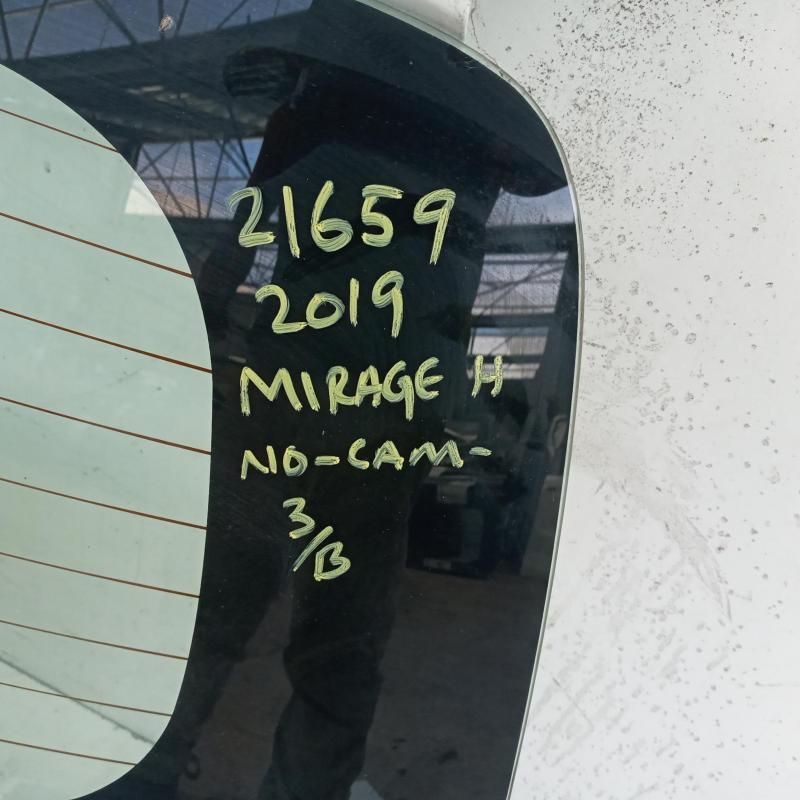 21659
2019
MIRAGE H
NO-CAM-
3/B